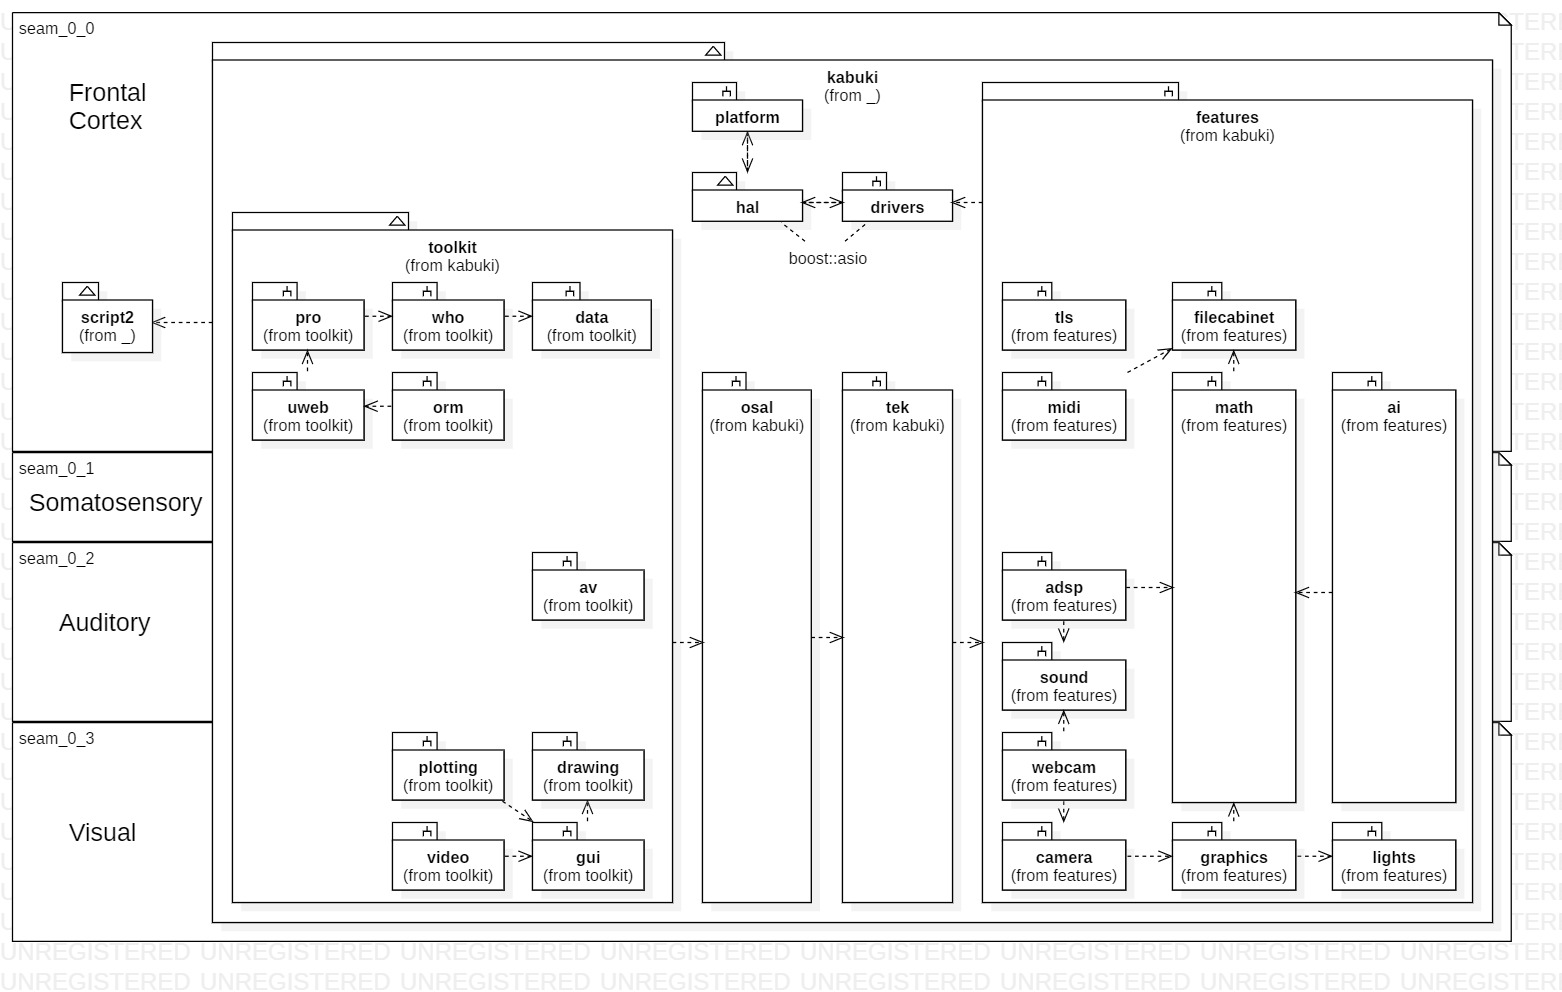 seam_0_0
Frontal
Cortex
kabuki
(from _)
platform
hal
drivers
boost::asio
features
(from kabuki)
toolkit
(from kabuki)
script2
(from _)
pro
(from toolkit)
who
(from toolkit)
data
(from toolkit)
uweb
(from toolkit)
orm
(from toolkit)
osal
(from kabuki)
tek
(from kabuki)
tls
(from features)
filecabinet
(from features)
midi
(from features)
math
(from features)
ai
(from features)
seam_0_1
Somatosensory
seam_0_2
Auditory
av
(from toolkit)
adsp
(from features)
sound
(from features)
seam_0_3
Visual
plotting
(from toolkit)
drawing
(from toolkit)
video
(from toolkit)
gui
(from toolkit)
webcam
(from features)
camera
(from features)
graphics
(from features)
lights
(from features)
UNREGISTERED UNREGISTERED UNREGISTERED UNREGISTERED UNREGISTERED UNREGISTERED UNREGISTERED UNREGISTERI
UNREGISTERED UNREGISTERED UNREGISTERED UNREGISTERED UNREGISTERED UNREGISTERED UNREGISTERED UNREGISTERI